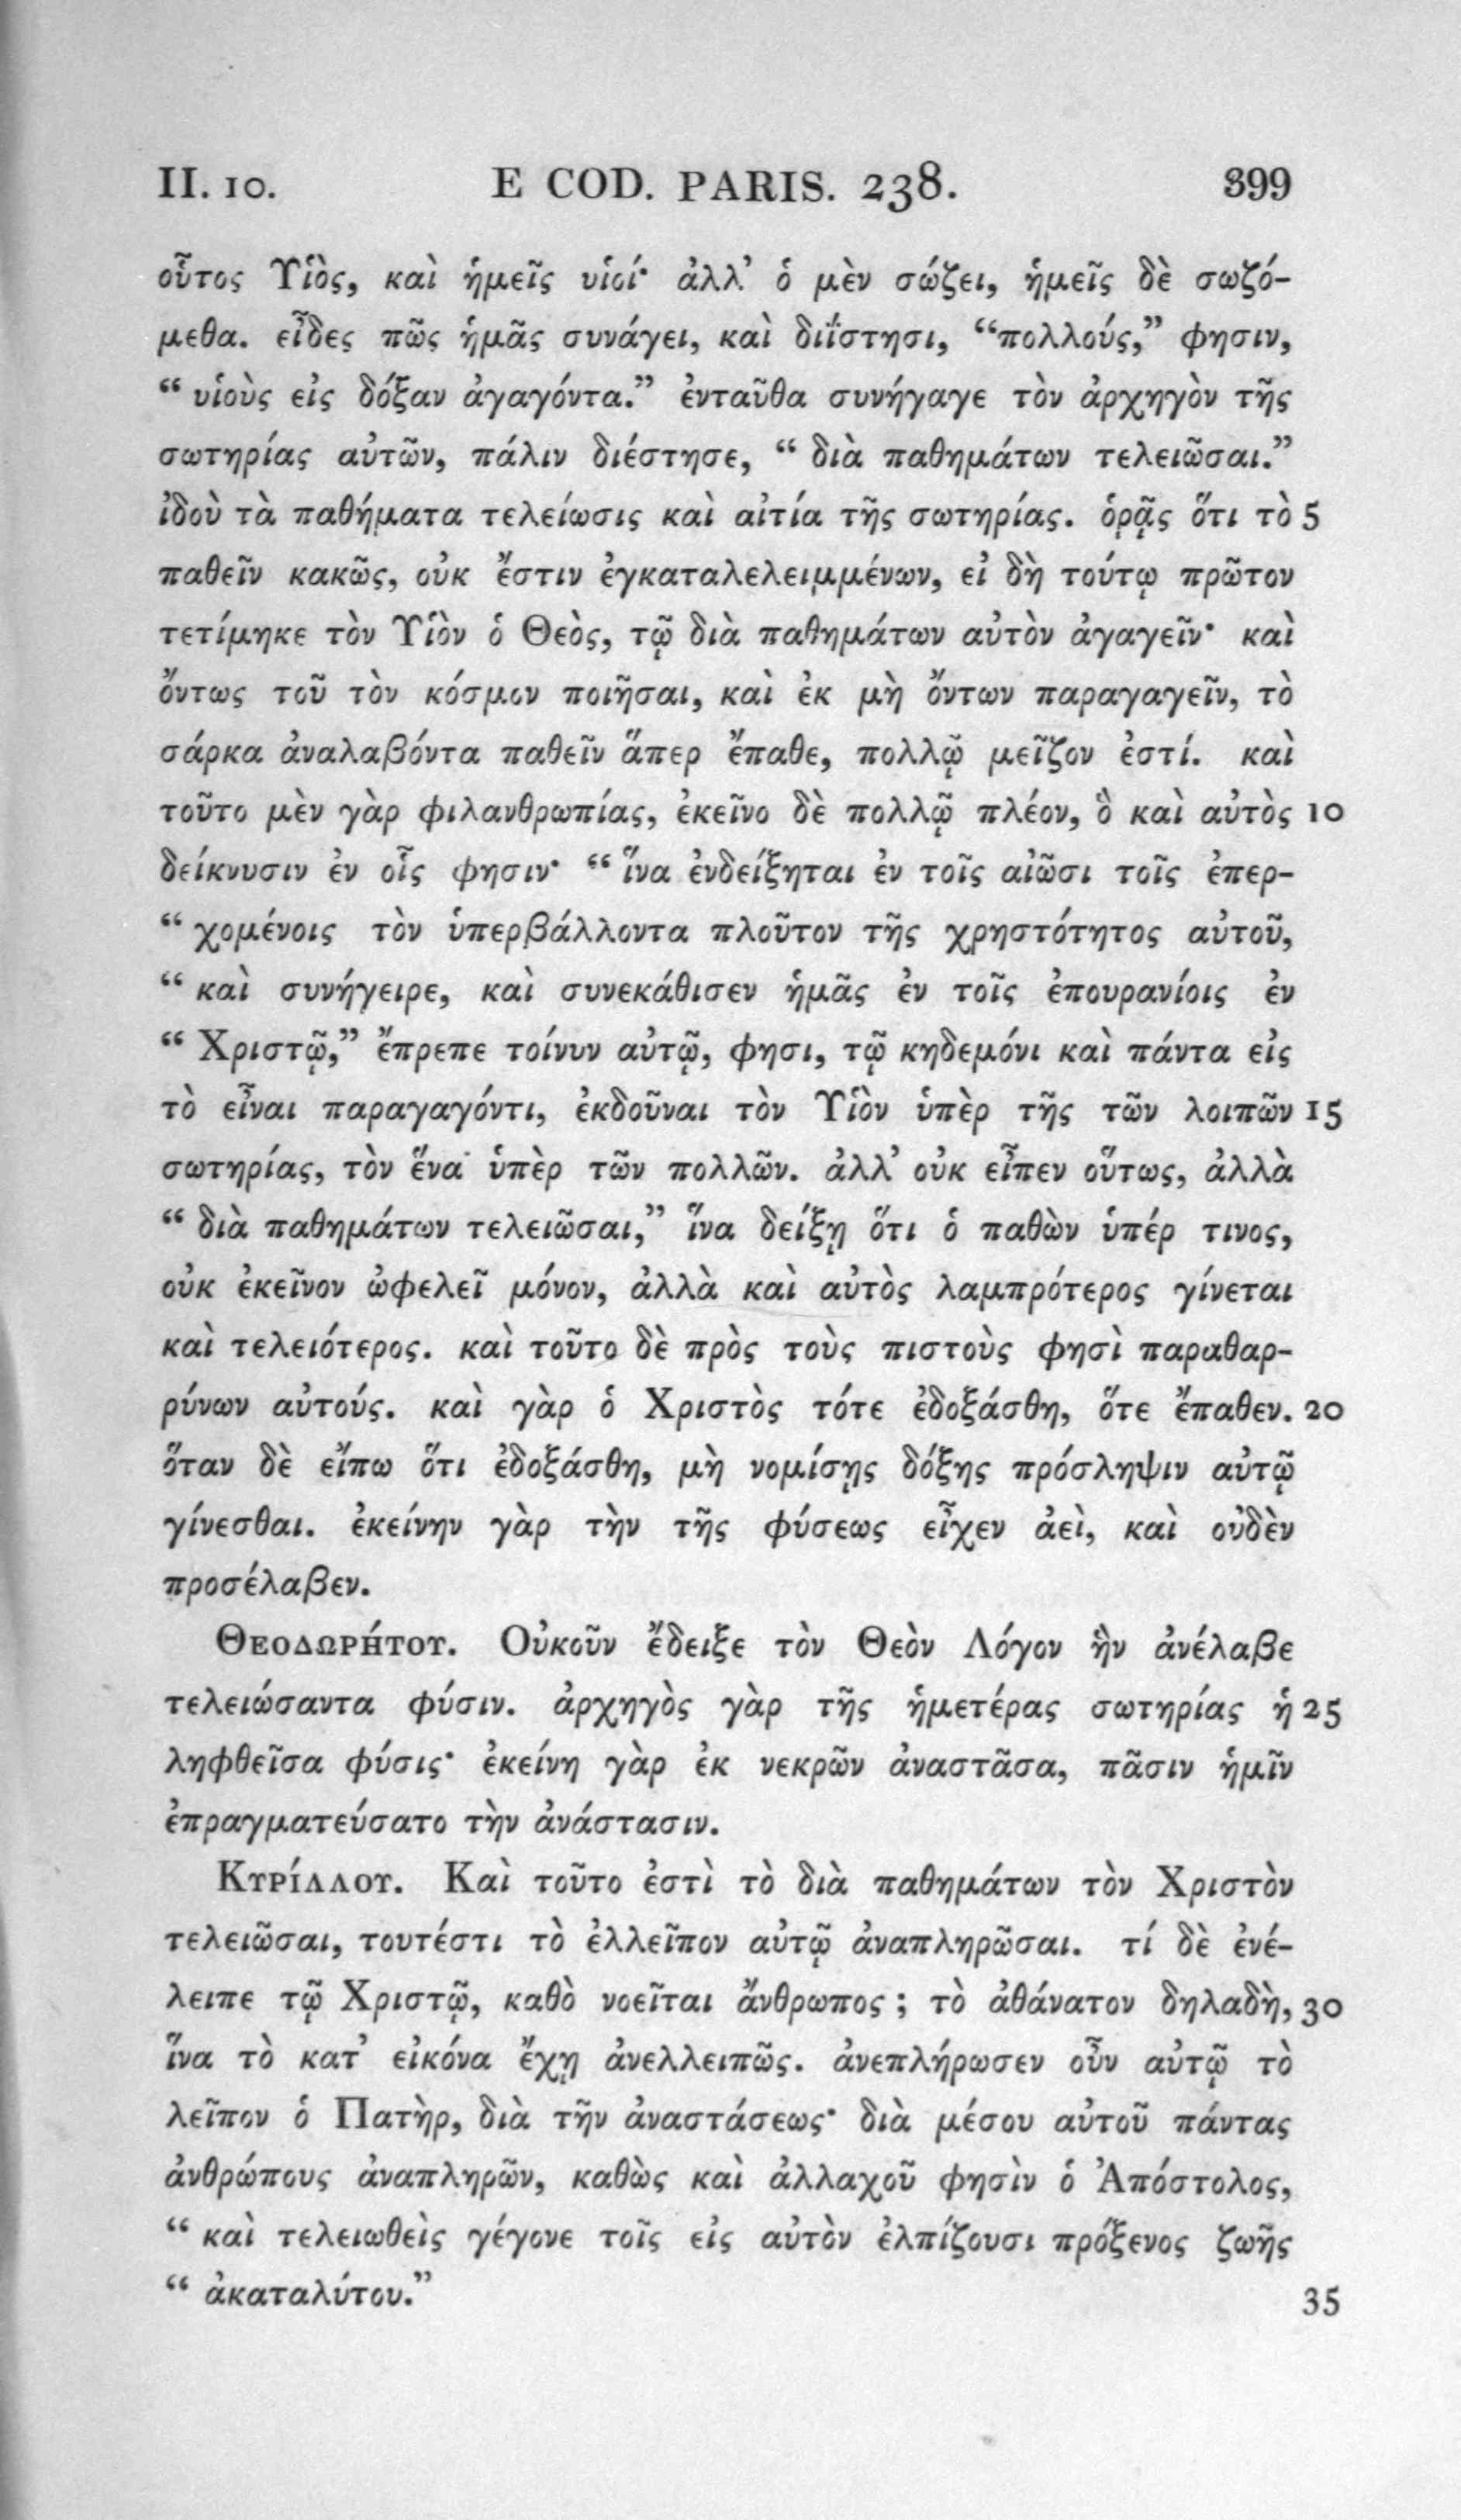 II. 10. E COD. PARIS. 238. 399
οὗτος Υἱὸς, καὶ ἡμεῖς υἱοί· ἀλλ' ὁ μὲν σώζει, ἡμεῖς δὲ σωζό-
μεθα. εἶδες πῶς ἡμᾶς συνάγει, καὶ διΐστησι, “πολλούς,” φησιν,
“ υἱοὺς εἰς δόξαν ἀγαγόντα.” ἐνταῦθα συνήγαγε τὸν ἀρχηγὸν τῆς
σωτηρίας αὐτῶν, πάλιν διέστησε, “ διὰ παθημάτων τελειῶσαι.”
ἰδοὺ τὰ παθήματα τελείωσις καὶ αἰτία τῆς σωτηρίας. ὁρᾷς ὅτι τὸ 5
παθεῖν κακῶς, οὐκ ἔστιν ἐγκαταλελειμμένων, εἰ δὴ τούτῳ πρῶτον
τετίμηκε τὸν Υἱὸν ὁ Θεὸς, τῷ διὰ παθημάτων αὐτὸν ἀγαγεῖν· καὶ
ὄντως τοῦ τὸν κόσμον ποιῆσαι, καὶ ἐκ μὴ ὄντων παραγαγεῖν, τὸ
σάρκα ἀναλαβόντα παθεῖν ἅπερ ἔπαθε, πολλῷ μεῖζον ἐστί. καὶ
τοῦτο μὲν γὰρ φιλανθρωπίας, ἐκεῖνο δὲ πολλῷ πλέον, ὃ καὶ αὐτὸς 10
δείκνυσιν ἐν οἷς φησιν· “ ἵνα ἐνδείξηται ἐν τοῖς αἰῶσι τοῖς ἐπερ-
“ χομένοις τὸν ὑπερβάλλοντα πλοῦτον τῆς χρηστότητος αὐτοῦ,
“ καὶ συνήγειρε, καὶ συνεκάθισεν ἡμᾶς ἐν τοῖς ἐπουρανίοις ἐν
“ Χριστῷ,” ἔπρεπε τοίνυν αὐτῷ, φησι, τῷ κηδεμόνι καὶ πάντα εἰς
τὸ εἶναι παραγαγόντι, ἐκδοῦναι τὸν Υἱὸν ὑπὲρ τῆς τῶν λοιπῶν 15
σωτηρίας, τὸν ἕνα ὑπὲρ τῶν πολλῶν. ἀλλ' οὐκ εἶπεν οὕτως, ἀλλὰ
“ διὰ παθημάτων τελειῶσαι,” ἵνα δείξῃ ὅτι ὁ παθὼν ὑπέρ τινος,
οὐκ ἐκεῖνον ὠφελεῖ μόνον, ἀλλὰ καὶ αὐτὸς λαμπρότερος γίνεται
καὶ τελειότερος. καὶ τοῦτο δὲ πρὸς τοὺς πιστοὺς φησὶ παραθαρ-
ρύνων αὐτούς. καὶ γὰρ ὁ Χριστὸς τότε ἐδοξάσθη, ὅτε ἔπαθεν. 20
ὅταν δὲ εἴπω ὅτι ἐδοξάσθη, μὴ νομίσῃς δόξης πρόσληψιν αὐτῷ
γίνεσθαι. ἐκείνην γὰρ τὴν τῆς φύσεως εἶχεν ἀεὶ, καὶ οὐδὲν
προσέλαβεν.
ΘΕΟΔΩΡΉΤΟΥ. Οὐκοῦν ἔδειξε τὸν Θεὸν Λόγον ἣν ἀνέλαβε
τελειώσαντα φύσιν. ἀρχηγὸς γὰρ τῆς ἡμετέρας σωτηρίας ἡ 25
ληφθεῖσα φύσις· ἐκείνη γὰρ ἐκ νεκρῶν ἀναστᾶσα, πᾶσιν ἡμῖν
ἐπραγματεύσατο τὴν ἀνάστασιν.
ΚΥΡΊΛΛΟΥ. Καὶ τοῦτο ἐστὶ τὸ διὰ παθημάτων τὸν Χριστὸν
τελειῶσαι, τουτέστι τὸ ἐλλεῖπον αὐτῷ ἀναπληρῶσαι. τί δὲ ἐνέ-
λειπε τῷ Χριστῷ, καθὸ νοεῖται ἄνθρωπος ; τὸ ἀθάνατον δηλαδὴ, 30
ἵνα τὸ κατ' εἰκόνα ἔχῃ ἀνελλειπῶς. ἀνεπλήρωσεν οὖν αὐτῷ τὸ
λεῖπον ὁ Πατὴρ, διὰ τῆν ἀναστάσεως· διὰ μέσου αὐτοῦ πάντας
ἀνθρώπους ἀναπληρῶν, καθὼς καὶ ἀλλαχοῦ φησὶν ὁ Ἀπόστολος,
“ καὶ τελειωθεὶς γέγονε τοῖς εἰς αὐτὸν ἐλπίζουσι πρόξενος ζωῆς
“ ἀκαταλύτου.” 35